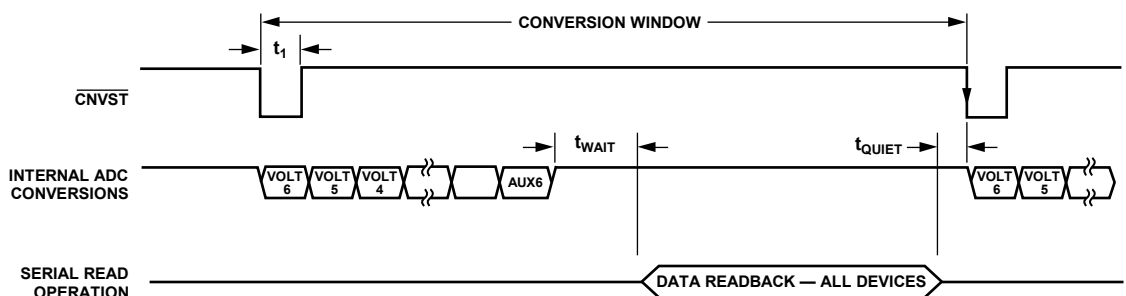 CONVERSION WINDOW
t1
CNVST
tWAIT
tQUIET
INTERNAL ADC
CONVERSIONS
VOLT
6
VOLT
5
VOLT
4
AUX6
VOLT
6
VOLT
5
SERIAL READ
OPERATION
DATA READBACK — ALL DEVICES